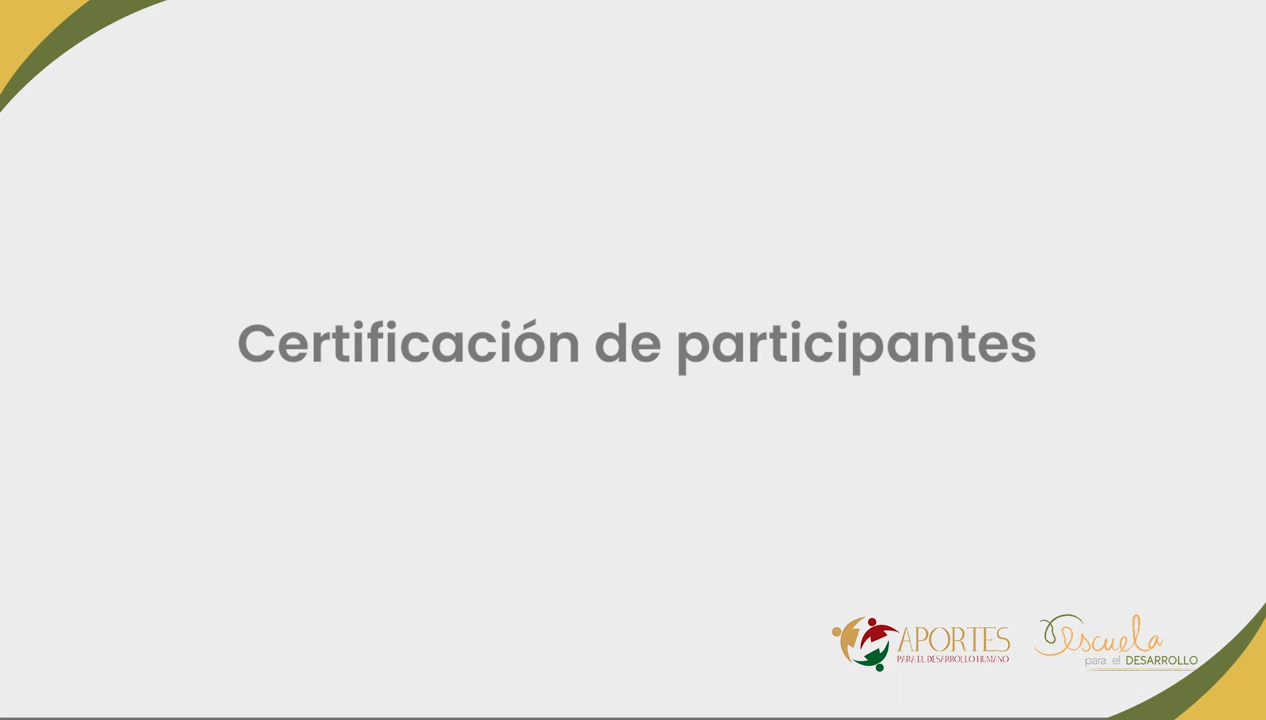 Certificación de participantes
APORTES
PARA EL DESARROLLO HUMANO
escuela
para el DESARROLLO